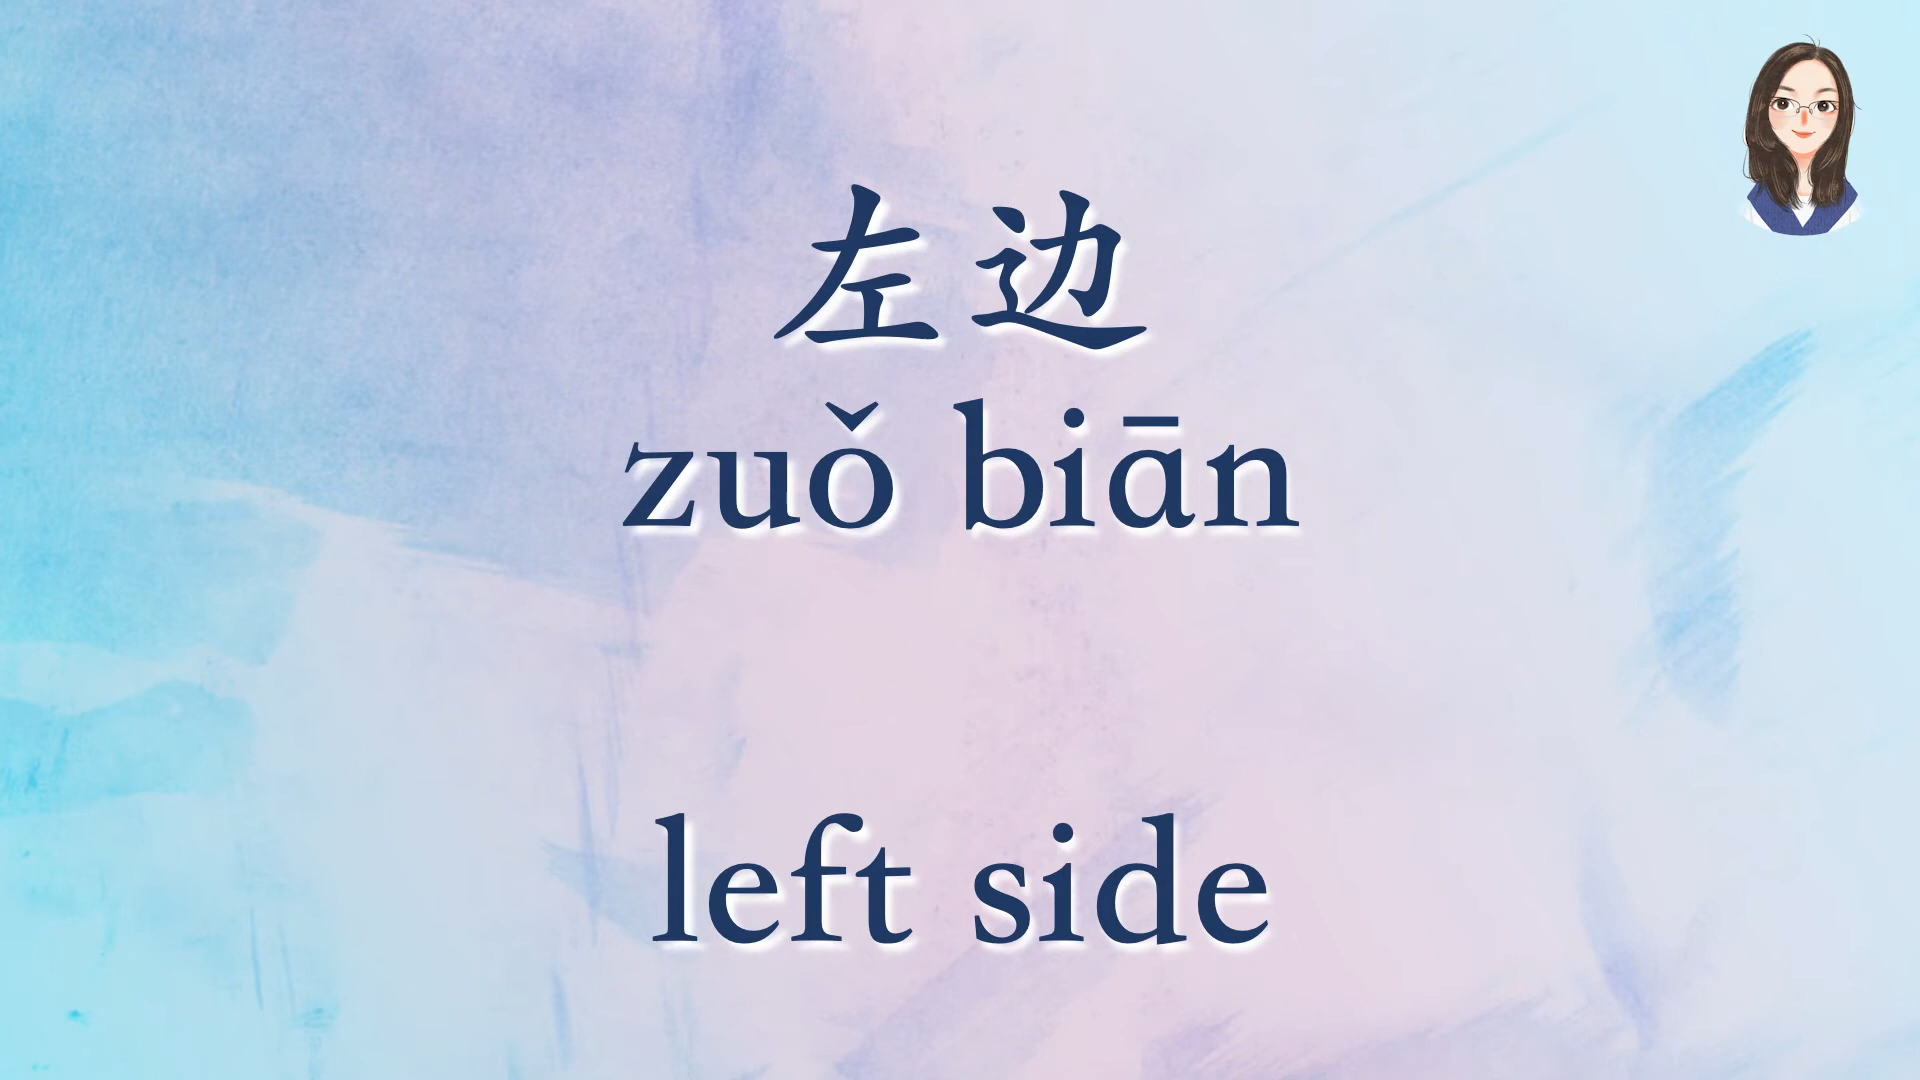 左边
zuǒ biān
left side